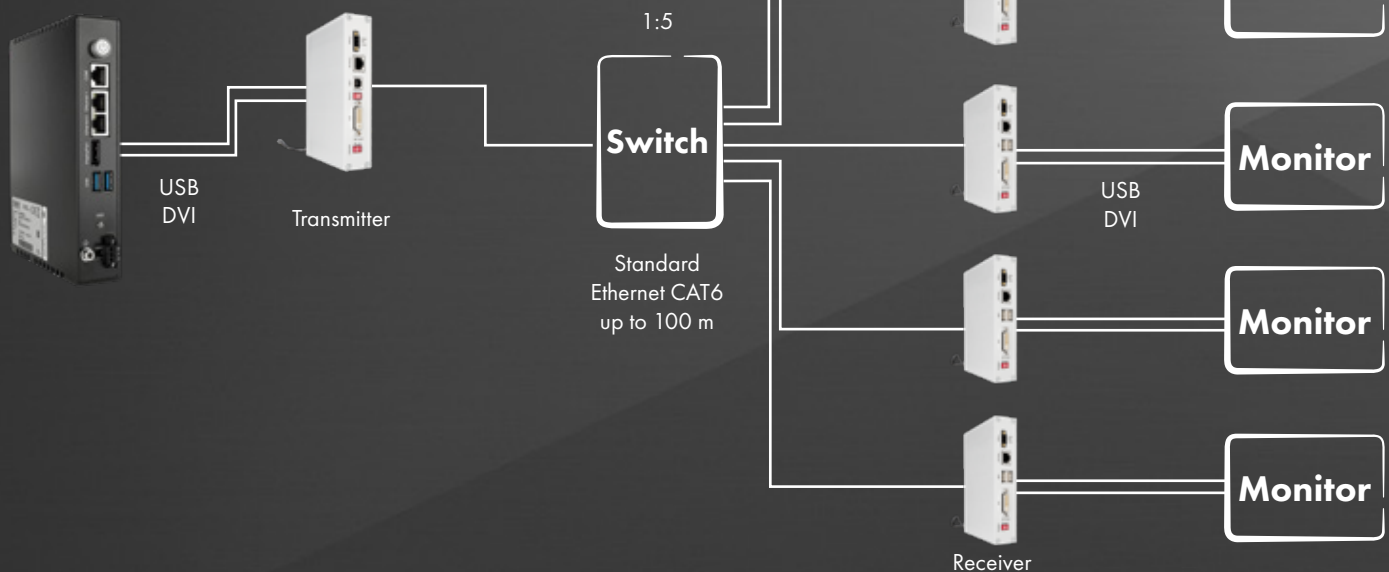 1:5
Switch
Monitor
USB
DVI
Transmitter
USB
DVI
Standard
Ethernet CAT6
up to 100 m
Monitor
Monitor
Receiver